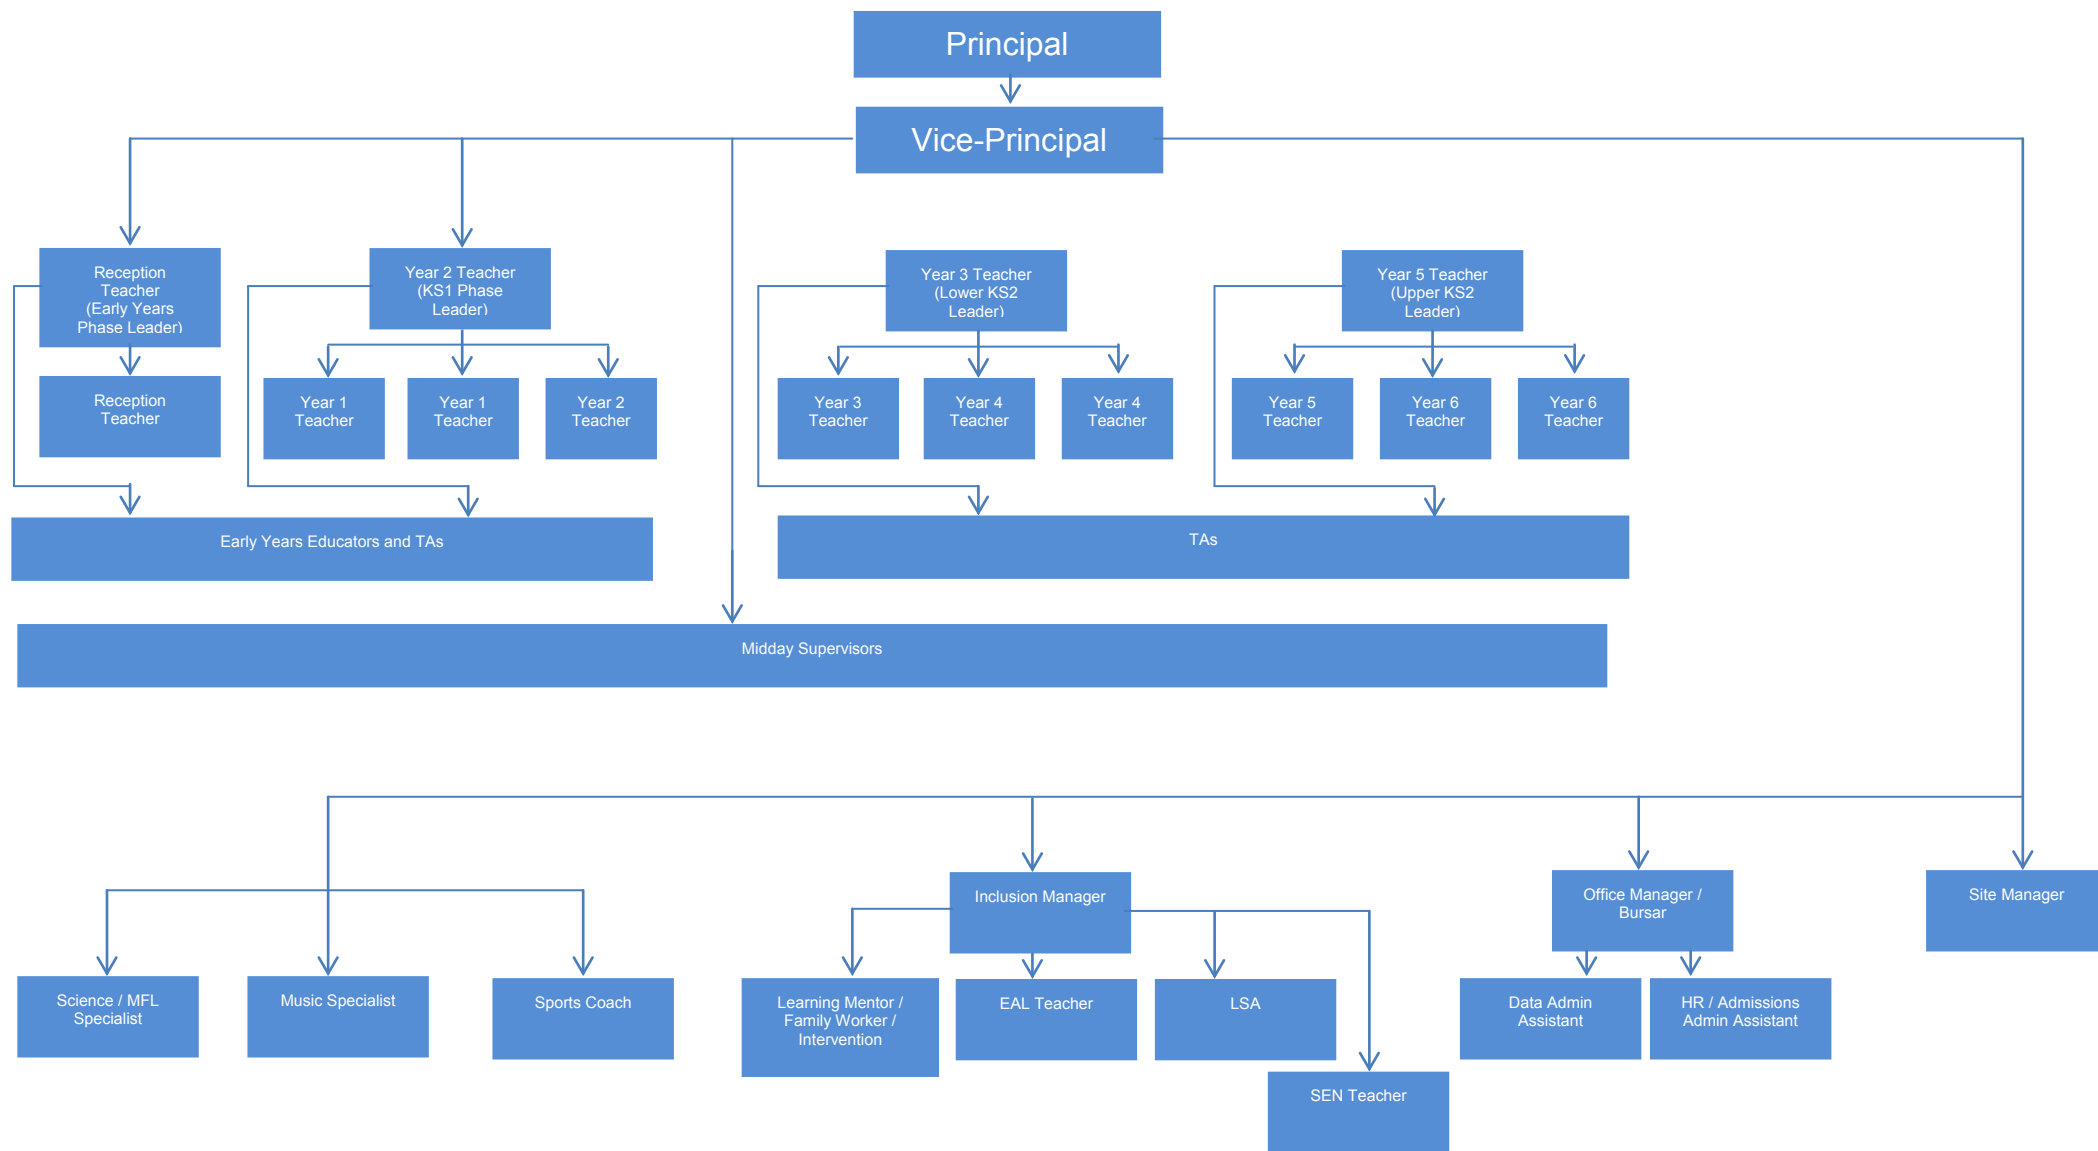 Principal
Vice-Principal
Reception
Teacher
(Early Years
Phase Leader)
Year 2 Teacher
(KS1 Phase
Leader)
Year 3 Teacher
(Lower KS2
Leader)
Year 5 Teacher
(Upper KS2
Leader)
Reception
Teacher
Year 1
Teacher
Year 1
Teacher
Year 2
Teacher
Year 3
Teacher
Year 4
Teacher
Year 4
Teacher
Year 5
Teacher
Year 6
Teacher
Year 6
Teacher
Early Years Educators and TAs
TAs
Midday Supervisors
Inclusion Manager
Office Manager /
Bursar
Site Manager
Science / MFL
Specialist
Music Specialist
Sports Coach
Learning Mentor /
Family Worker /
Intervention
EAL Teacher
LSA
Data Admin
Assistant
HR / Admissions
Admin Assistant
SEN Teacher